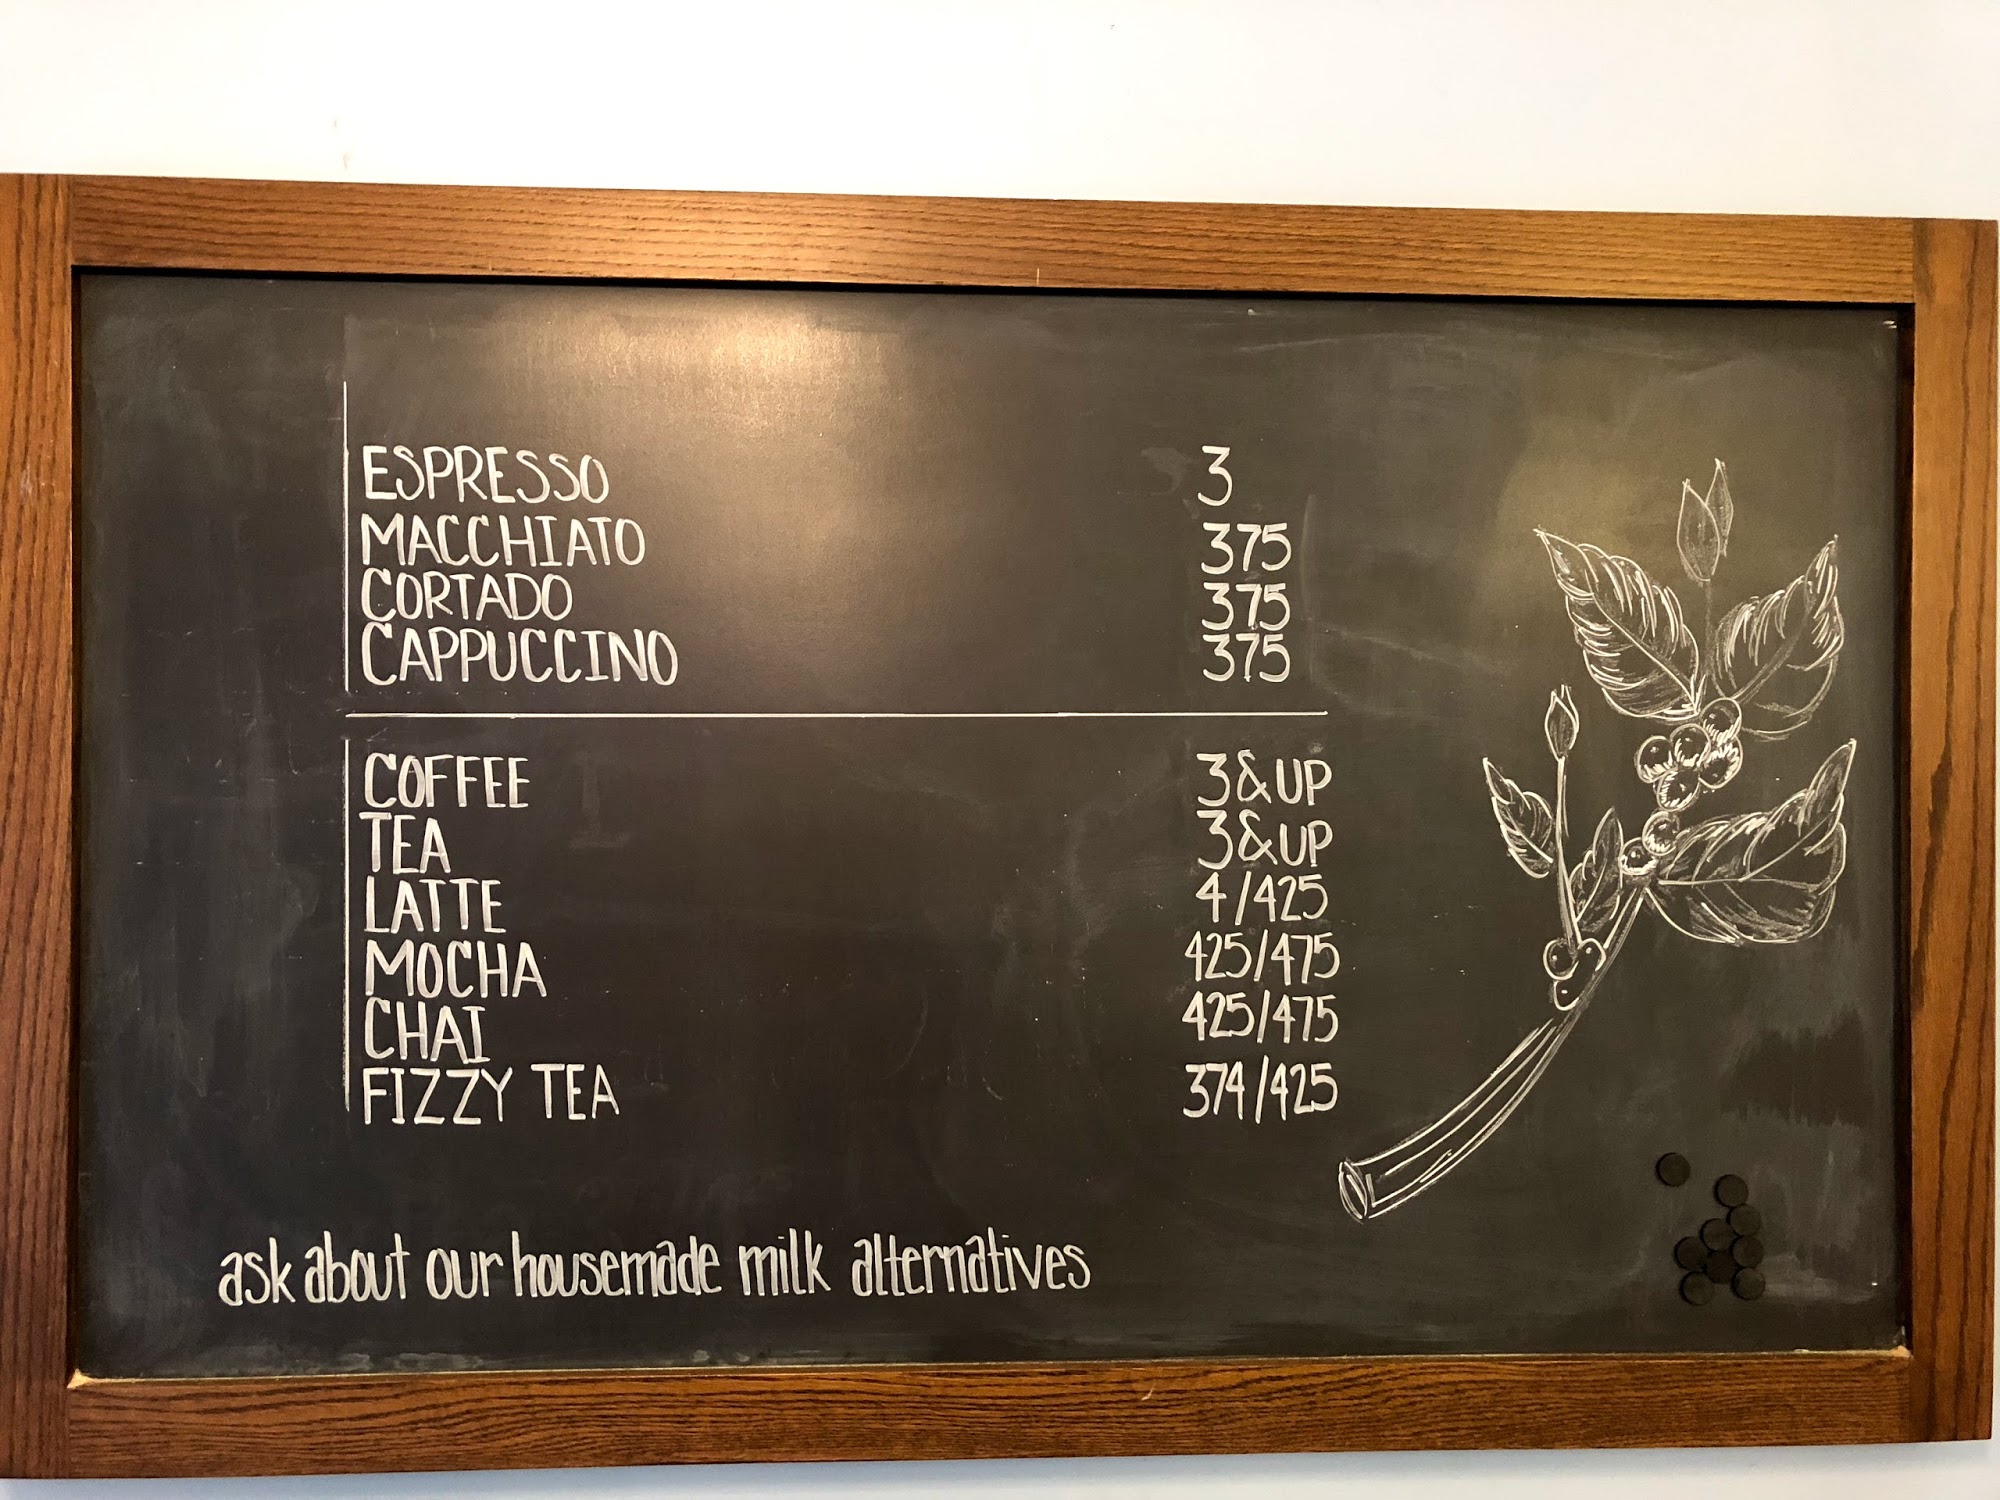 ESPRESSO 3
MACCHIATO 375
CORTADO 375
CAPPUCCINO 375
COFFEE 3&UP
TEA 3&UP
LATTE 4/425
MOCHA 425/475
CHAI 425/475
FIZZY TEA 374/425
ask about our housemade milk alternatives